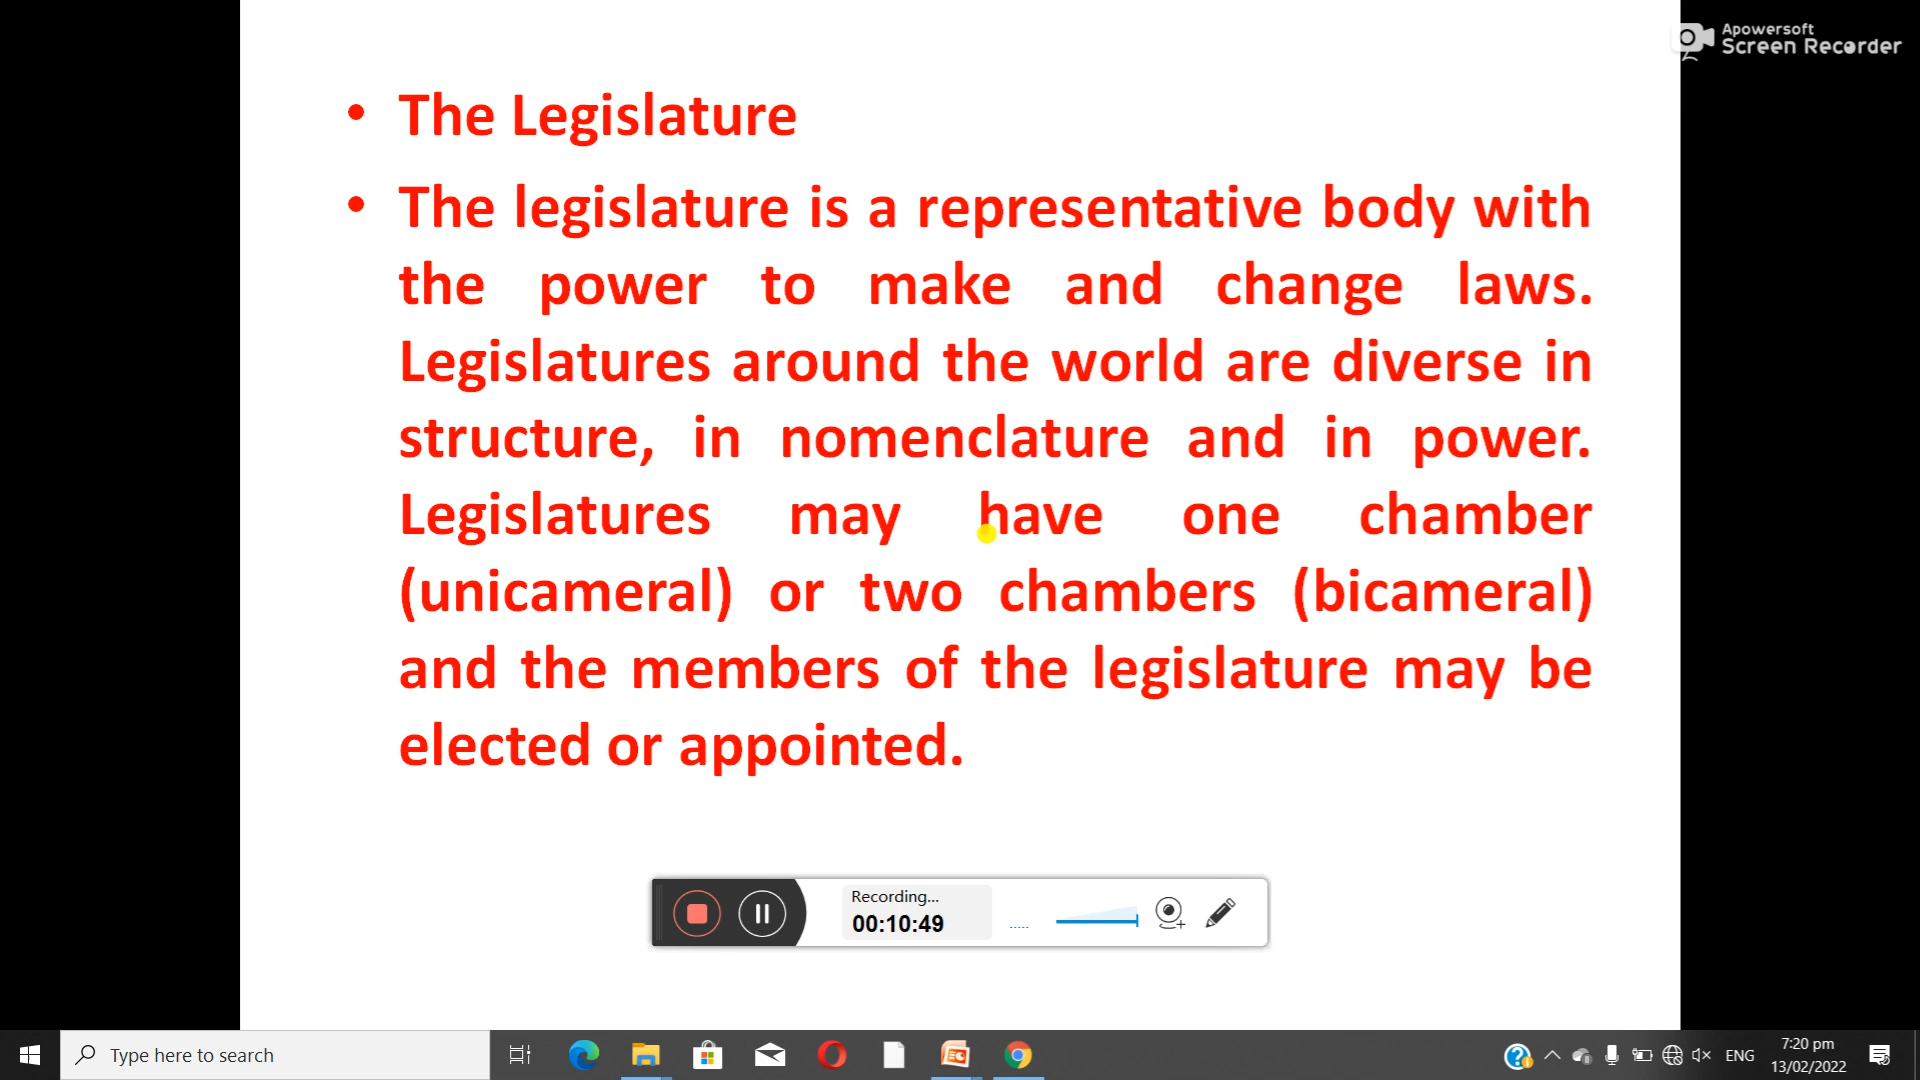 Apowersoft
Screen Recorder
• The Legislature
• The legislature is a representative body with
the power to make and change laws.
Legislatures around the world are diverse in
structure, in nomenclature and in power.
Legislatures may have one chamber
(unicameral) or two chambers (bicameral)
and the members of the legislature may be
elected or appointed.
Recording...
00:10:49
Type here to search
ENG
7:20 pm
13/02/2022